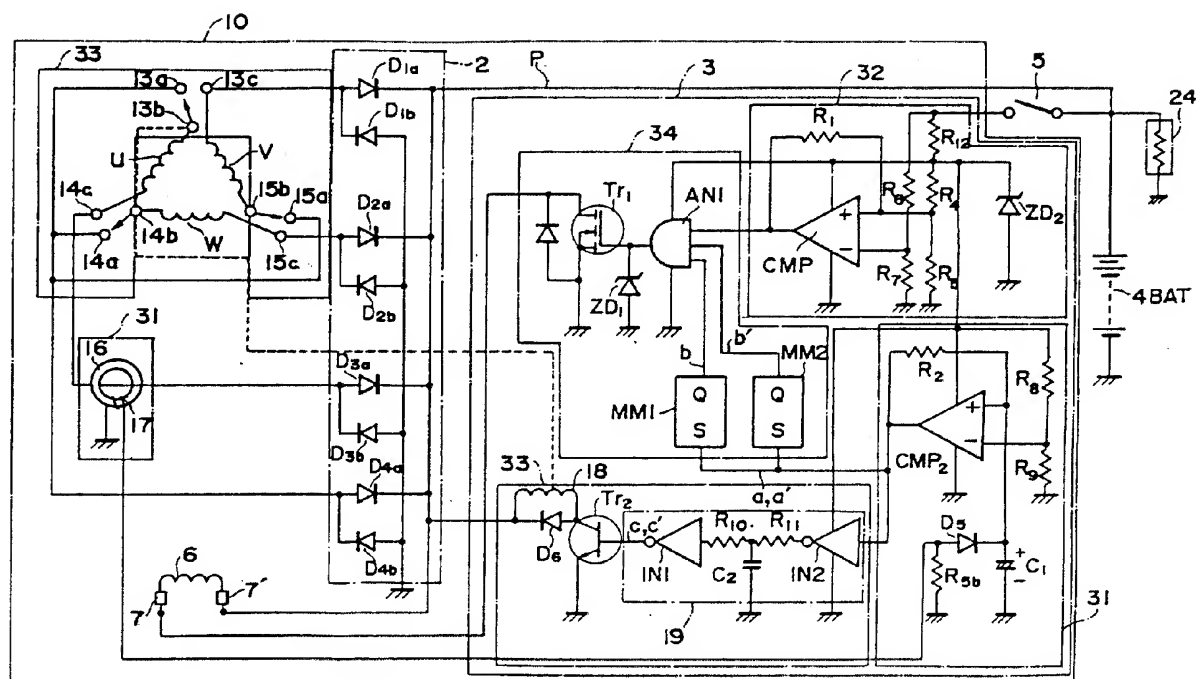 10
33
13a
13c
D1a
2
P
3
32
5
24
13b
D1b
R1
R12
34
U
V
Tr1
AN1
R6
R4
ZD2
14c
15b
15a
D2a
14b
W
CMP
+
−
14a
15c
ZD1
R7
R5
4BAT
D2b
31
b
b'
MM2
16
D3a
R2
R8
17
MM1
Q
S
Q
S
+
−
D3b
33
18
CMP2
R9
D4a
Tr2
a,a'
D5
c,c'
R10
R11
D6
IN1
C2
IN2
R5b
+
−
C1
D4b
6
7
7'
19
31